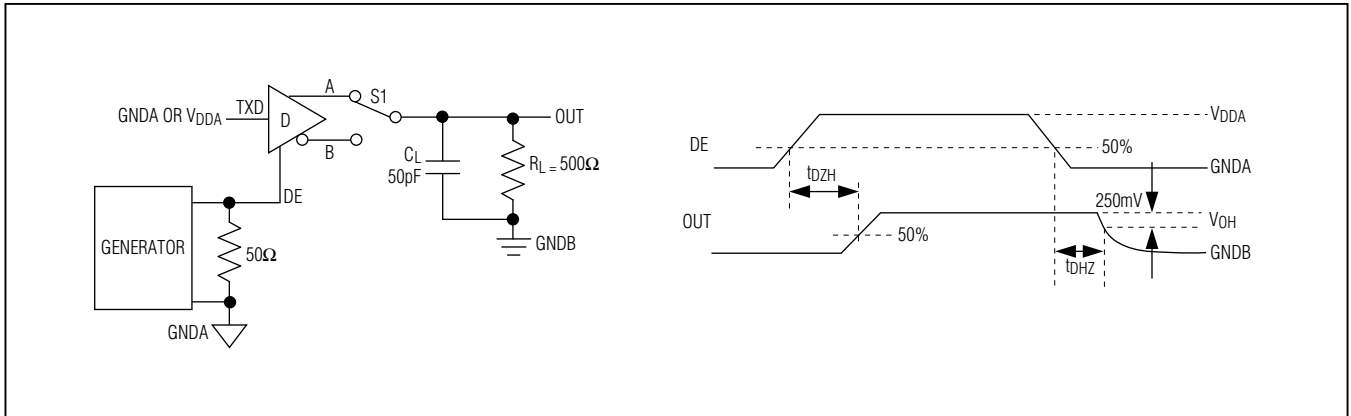 GNDA OR VDDA
TXD
D
A
B
S1
OUT
CL
50pF
RL = 500Ω
GNDB
DE
GENERATOR
50Ω
GNDA
DE
VDDA
50%
GNDA
tDZH
250mV
OUT
50%
VOH
GNDB
tDHZ